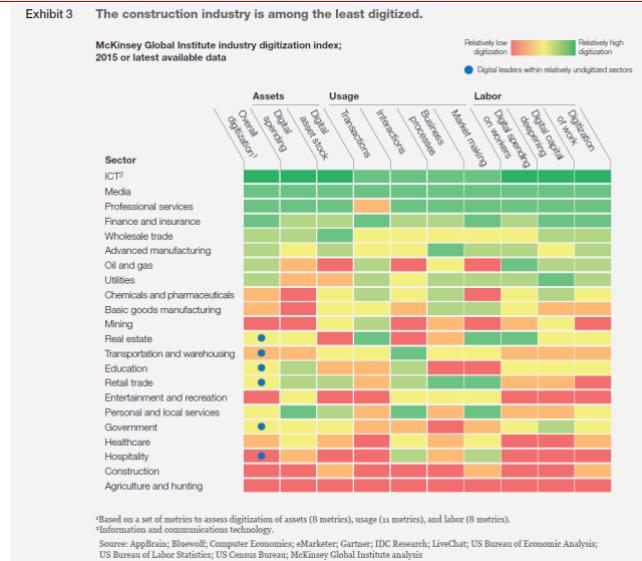 Exhibit 3 The construction industry is among the least digitized.
McKinsey Global Institute industry digitization index;
2015 or latest available data
Relatively low
digitization
Relatively high
digitization
Digital leaders within relatively undigitized sectors
Assets Usage Labor
Overall
digitization¹
Digital
spending
Digital
asset stock
Transactions
Interactions
Business
processes
Market making
Digital spending
on workers
Digital capital
deepening
Digitization
of work
Sector
ICT²
Media
Professional services
Finance and insurance
Wholesale trade
Advanced manufacturing
Oil and gas
Utilities
Chemicals and pharmaceuticals
Basic goods manufacturing
Mining
Real estate
Transportation and warehousing
Education
Retail trade
Entertainment and recreation
Personal and local services
Government
Healthcare
Hospitality
Construction
Agriculture and hunting
¹Based on a set of metrics to assess digitization of assets (8 metrics), usage (11 metrics), and labor (8 metrics).
²Information and communications technology.
Source: AppBrain; Bluewolf; Computer Economics; eMarketer; Gartner; IDC Research; LiveChat; US Bureau of Economic Analysis;
US Bureau of Labor Statistics; US Census Bureau; McKinsey Global Institute analysis